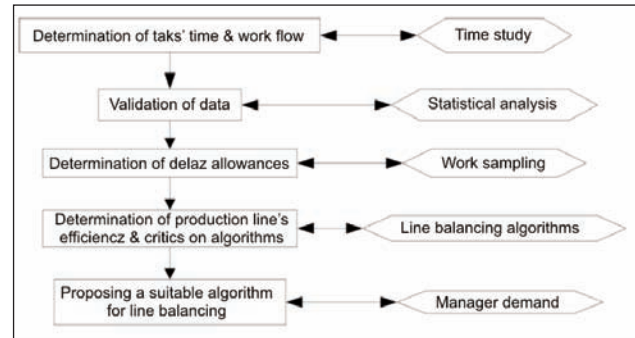 Determination of taks' time & work flow
Time study
Validation of data
Statistical analysis
Determination of delaz allowances
Work sampling
Determination of production line's
efficiencz & critics on algorithms
Line balancing algorithms
Proposing a suitable algorithm
for line balancing
Manager demand